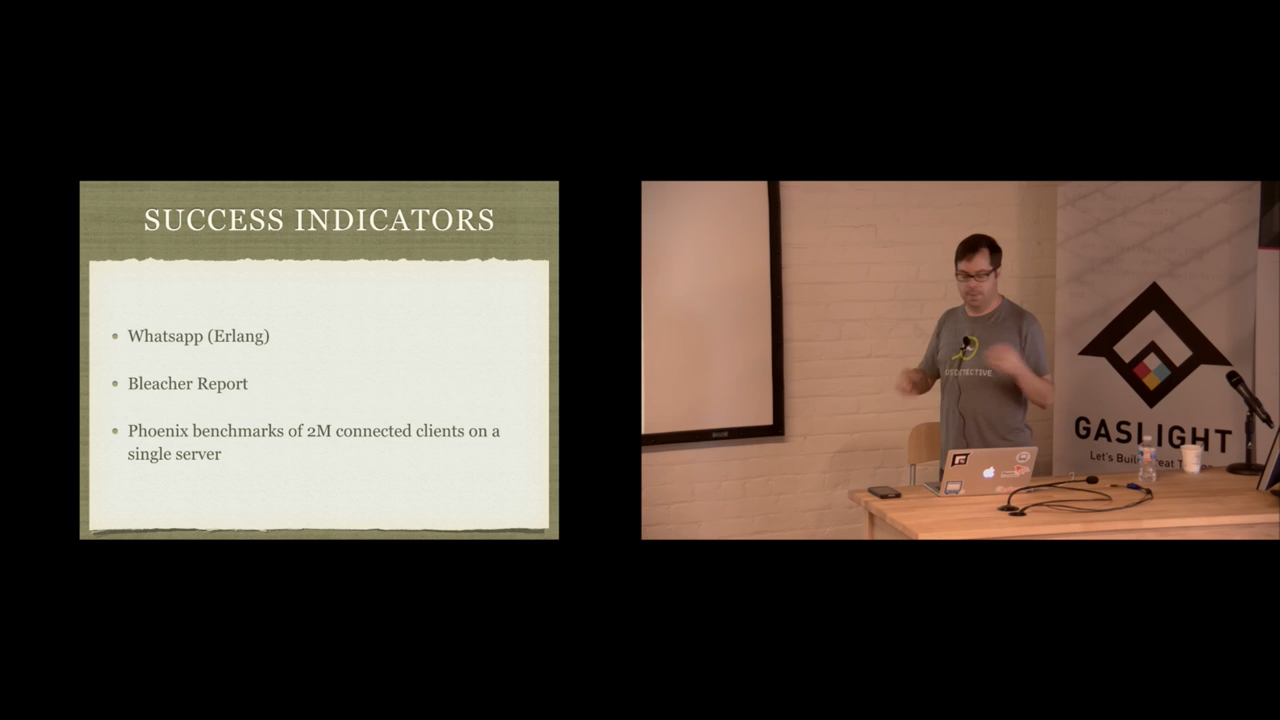 SUCCESS INDICATORS
• Whatsapp (Erlang)
• Bleacher Report
• Phoenix benchmarks of 2M connected clients on a
single server
DETECTIVE
GASLIGHT
Let's Build Great